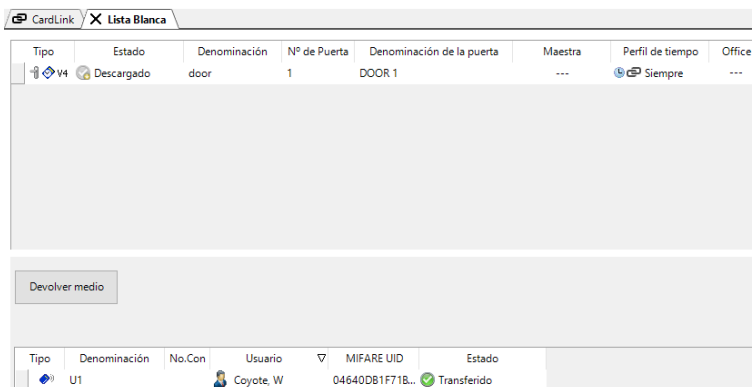 CardLink Lista Blanca
Tipo Estado Denominación Nº de Puerta Denominación de la puerta Maestra Perfil de tiempo Office
V4 Descargado door 1 DOOR 1 --- Siempre ---
Devolver medio
Tipo Denominación No.Con Usuario MIFARE UID Estado
U1 Coyote, W 04640DB1F71B... Transferido